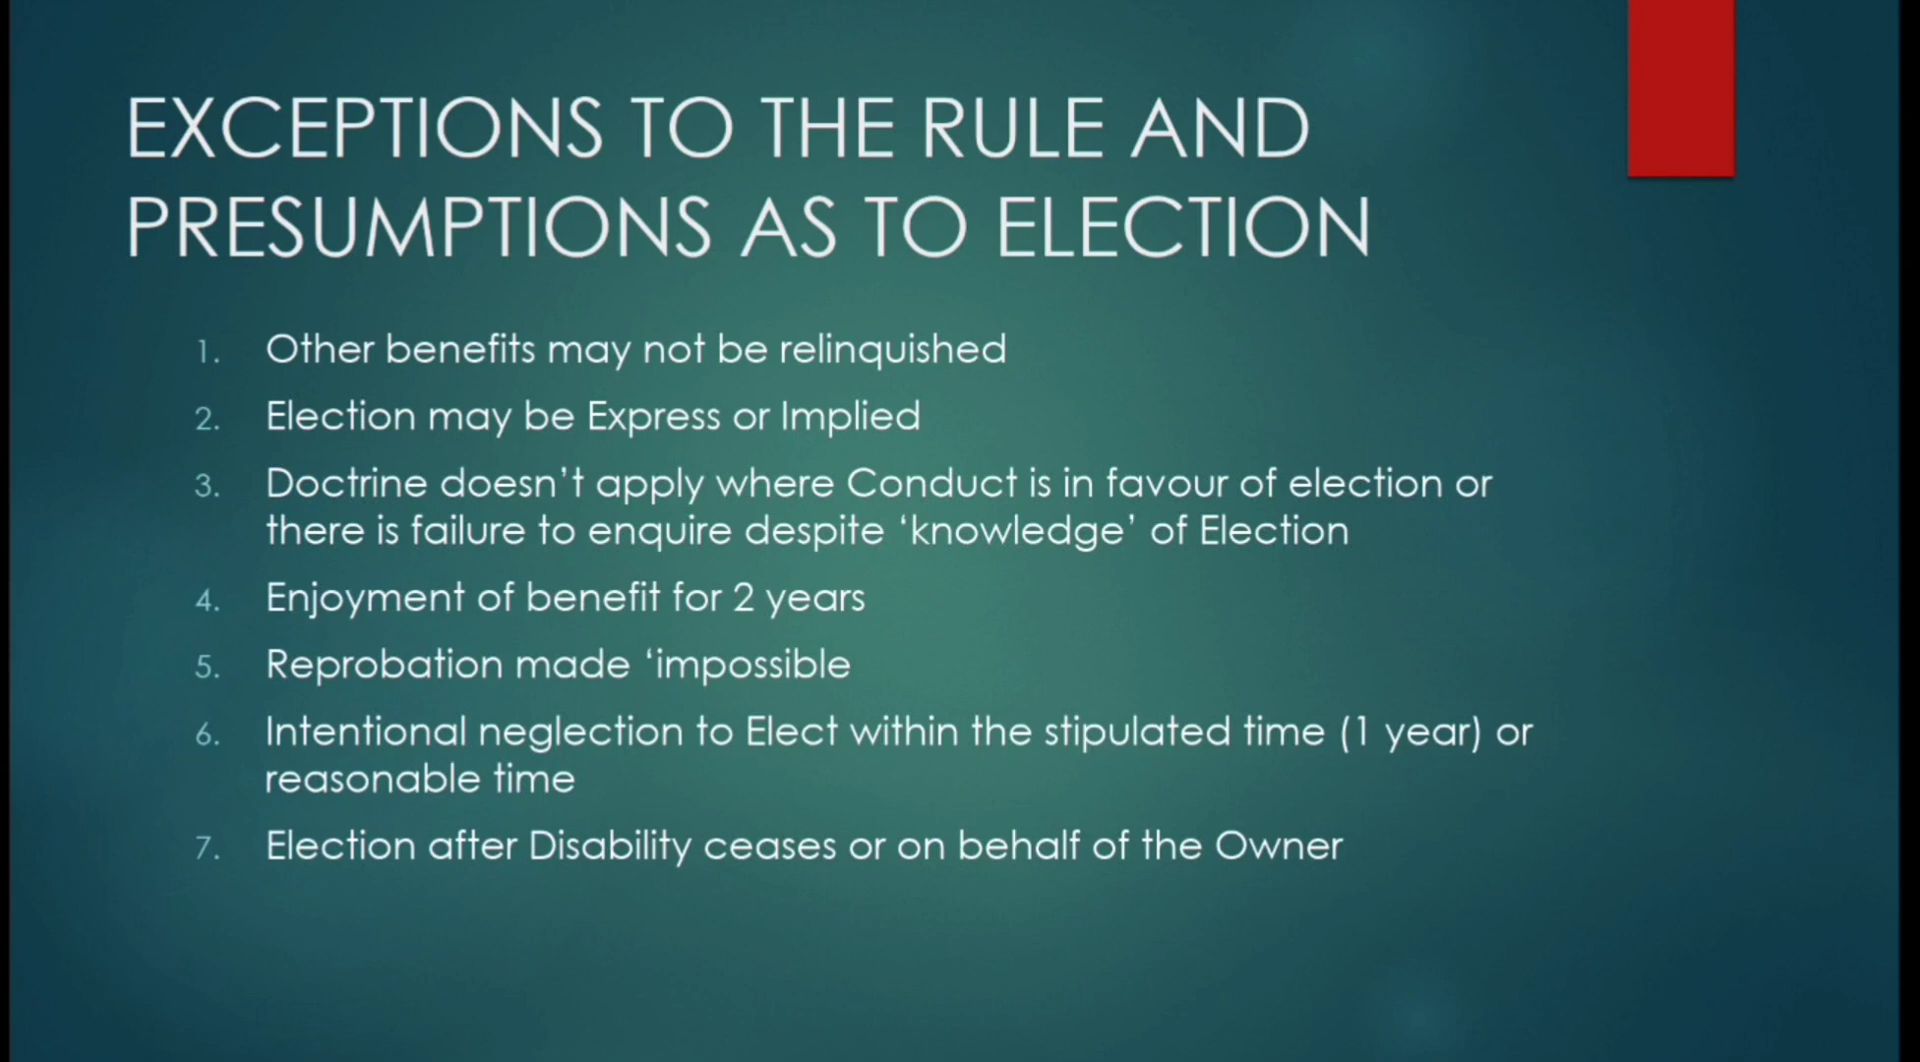 EXCEPTIONS TO THE RULE AND
PRESUMPTIONS AS TO ELECTION
1. Other benefits may not be relinquished
2. Election may be Express or Implied
3. Doctrine doesn’t apply where Conduct is in favour of election or
there is failure to enquire despite ‘knowledge’ of Election
4. Enjoyment of benefit for 2 years
5. Reprobation made ‘impossible
6. Intentional neglection to Elect within the stipulated time (1 year) or
reasonable time
7. Election after Disability ceases or on behalf of the Owner